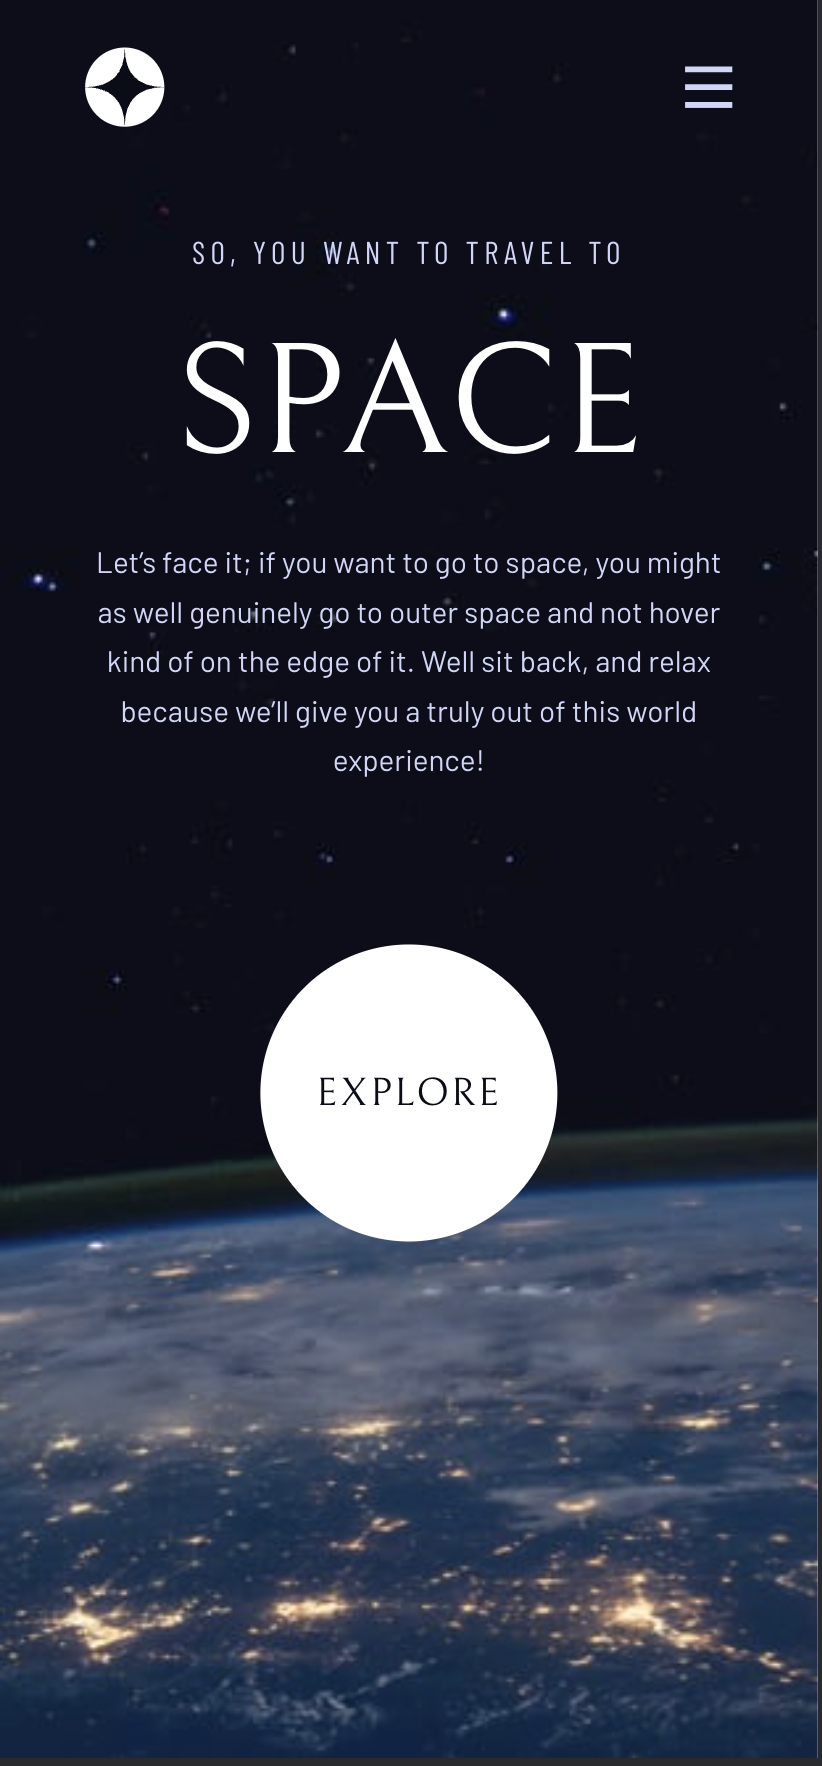 SO, YOU WANT TO TRAVEL TO
SPACE
Let’s face it; if you want to go to space, you might
as well genuinely go to outer space and not hover
kind of on the edge of it. Well sit back, and relax
because we’ll give you a truly out of this world
experience!
EXPLORE